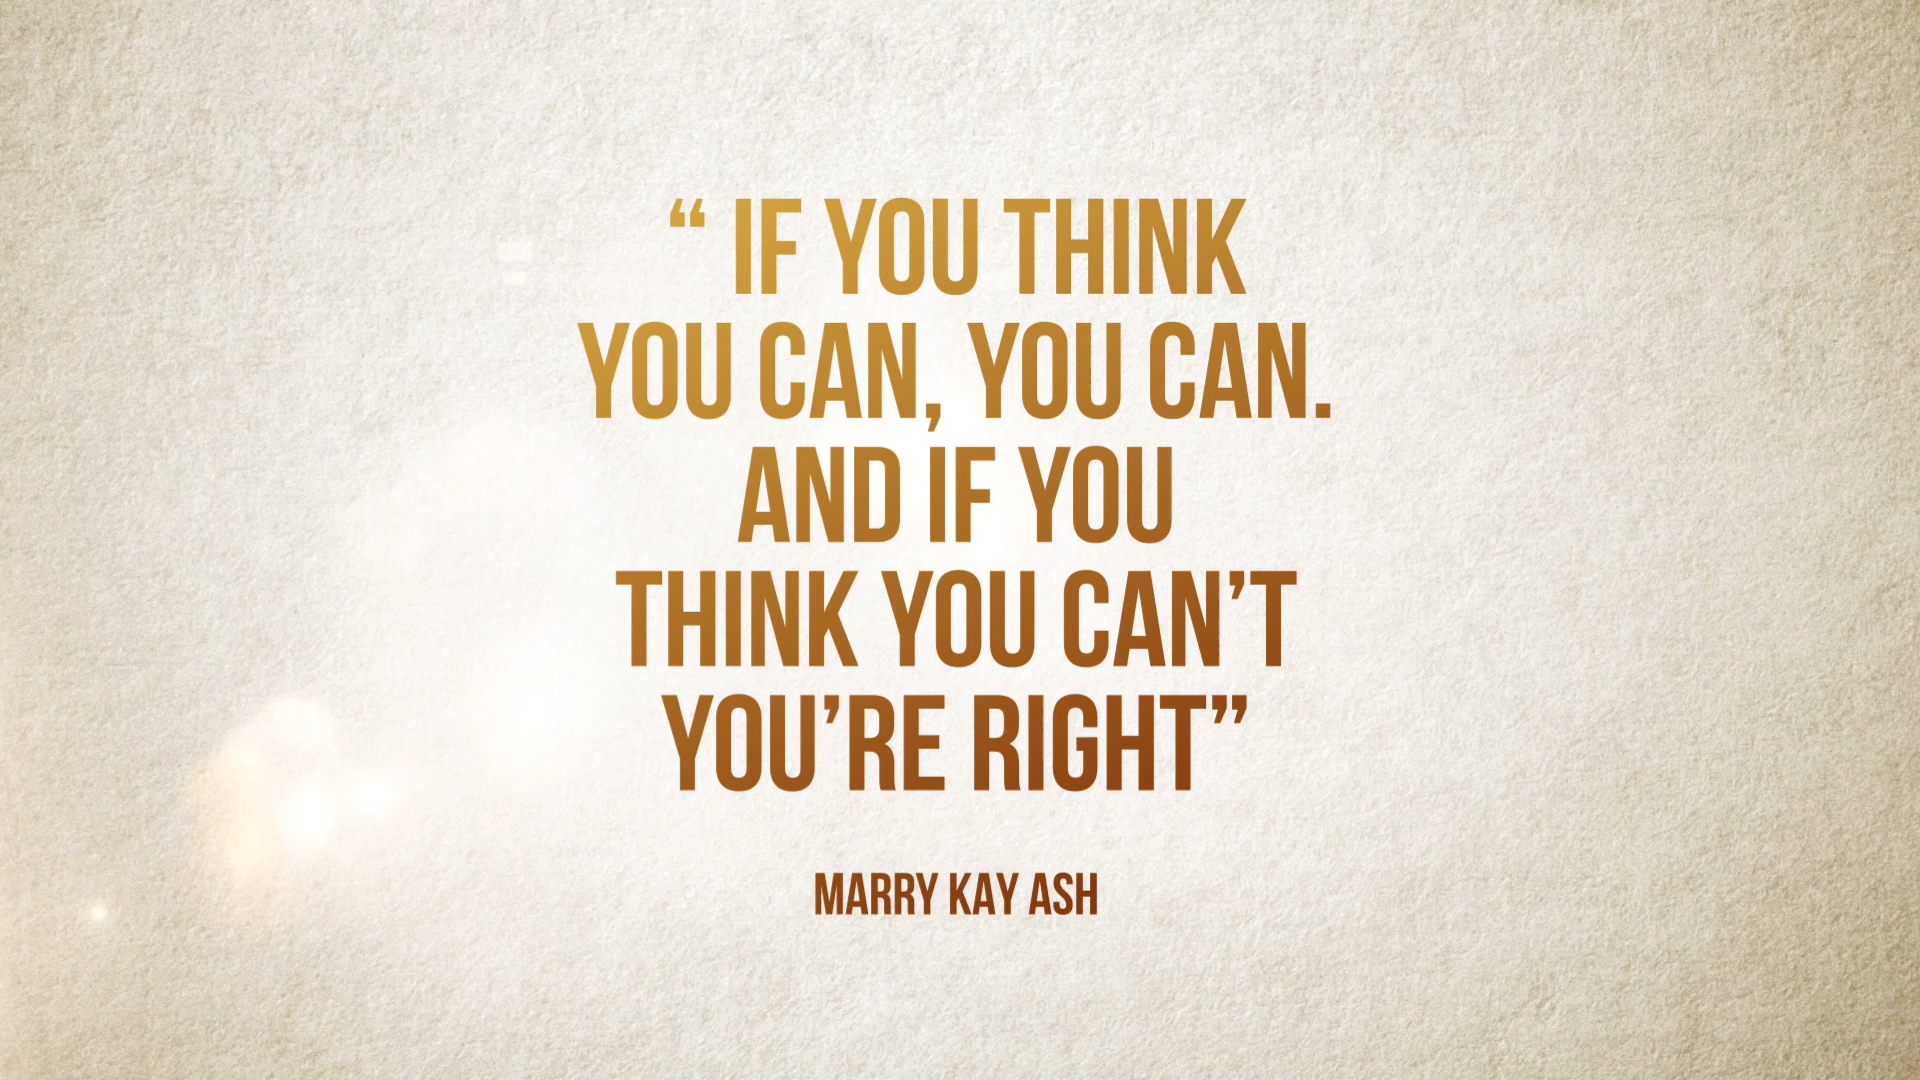 “ IF YOU THINK
YOU CAN, YOU CAN.
AND IF YOU
THINK YOU CAN’T
YOU’RE RIGHT”
MARRY KAY ASH